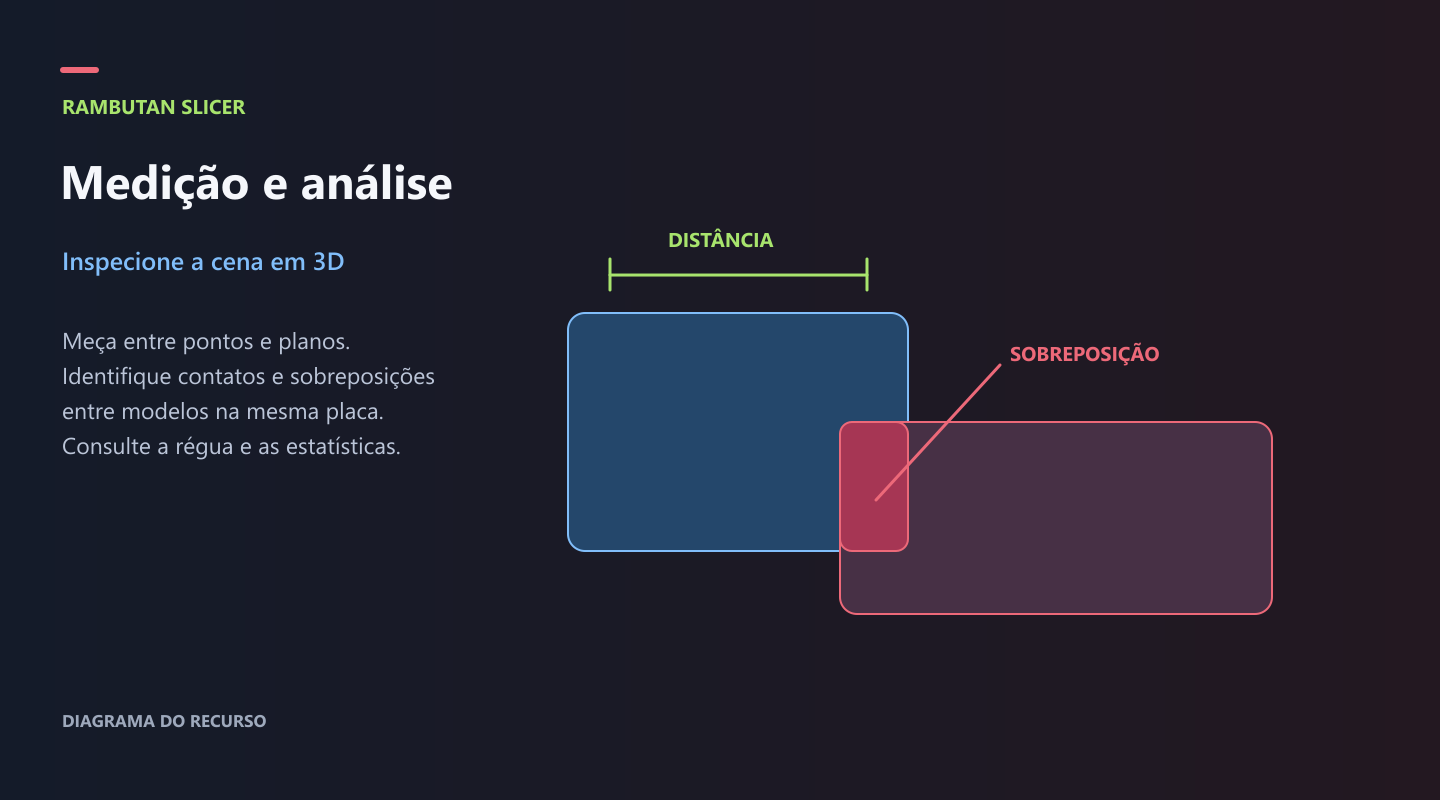 RAMBUTAN SLICER
Medição e análise
Inspecione a cena em 3D
Meça entre pontos e planos.
Identifique contatos e sobreposições
entre modelos na mesma placa.
Consulte a régua e as estatísticas.
DISTÂNCIA
SOBREPOSIÇÃO
DIAGRAMA DO RECURSO